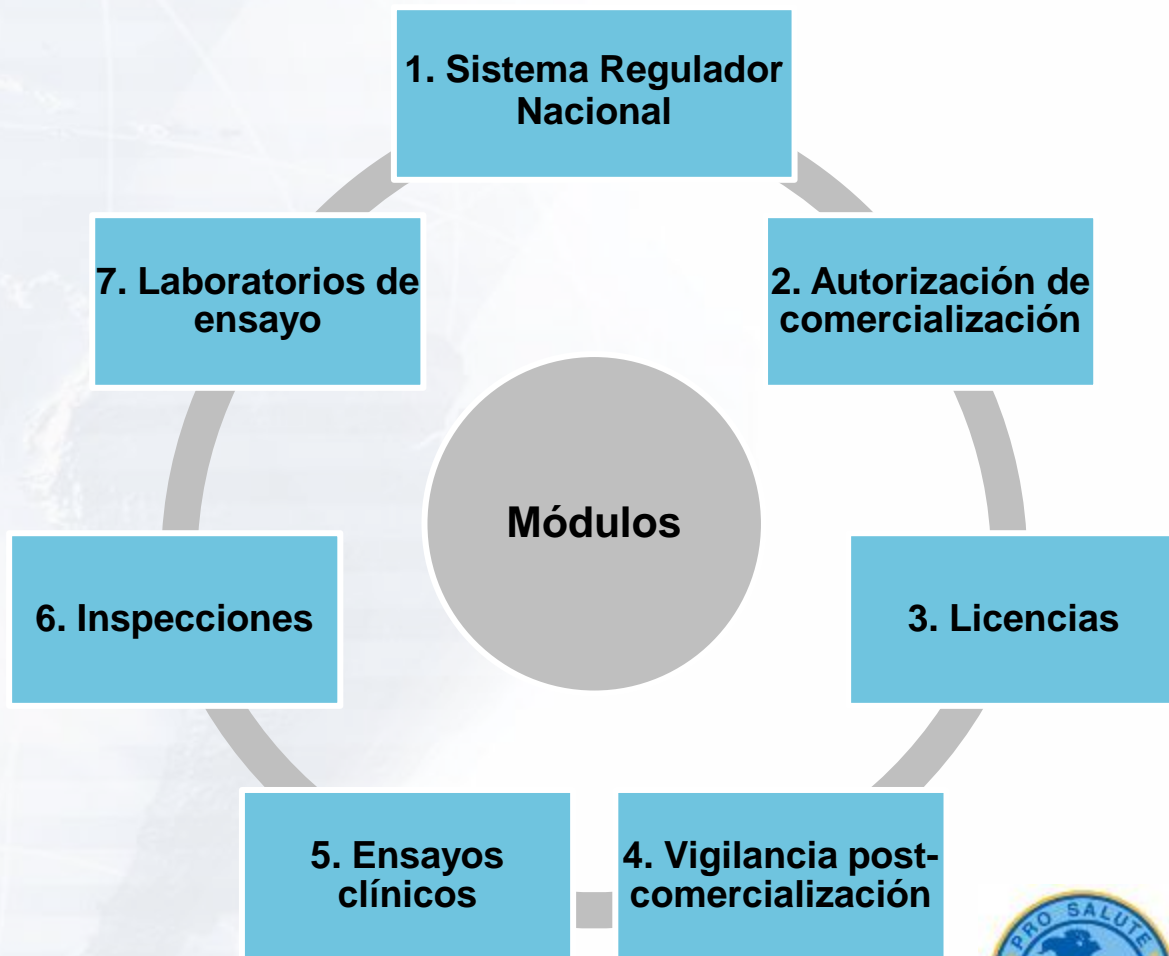 1. Sistema Regulador
Nacional
2. Autorización de
comercialización
3. Licencias
4. Vigilancia post-
comercialización
5. Ensayos
clínicos
6. Inspecciones
7. Laboratorios de
ensayo
Módulos
PRO SALUTE